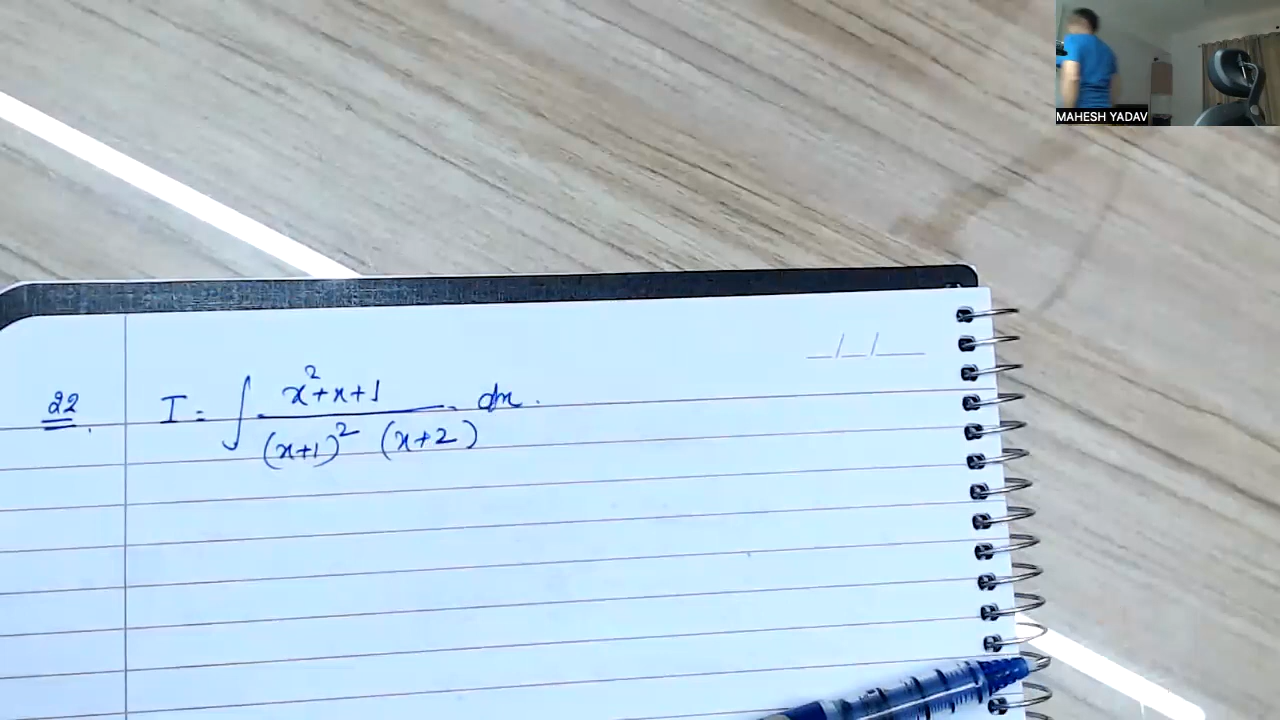 MAHESH YADAV
_/_/_
22. I = ∫ x²+x+1 / (x+1)² (x+2) . dx.